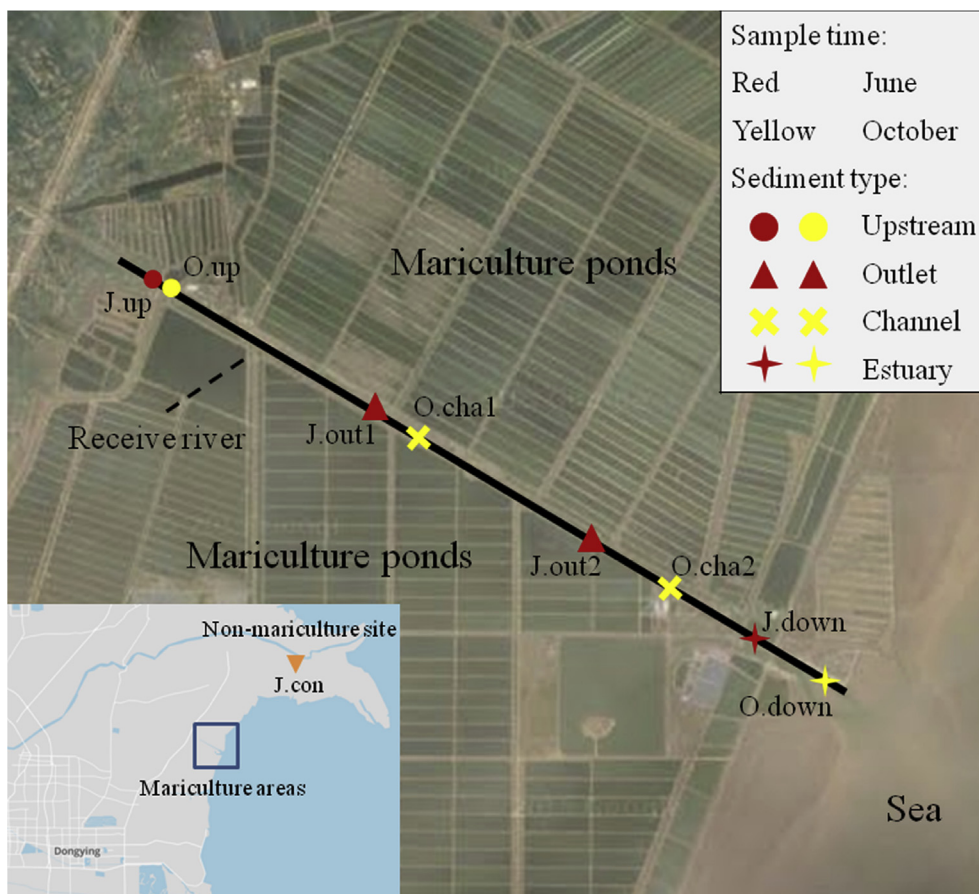 Sample time:
Red June
Yellow October
Sediment type:
Upstream
Outlet
Channel
Estuary
O.up
J.up
Mariculture ponds
Receive river
O.cha1
J.out1
Mariculture ponds
J.out2
O.cha2
J.down
O.down
Sea
Non-mariculture site
J.con
Mariculture areas
Dongying